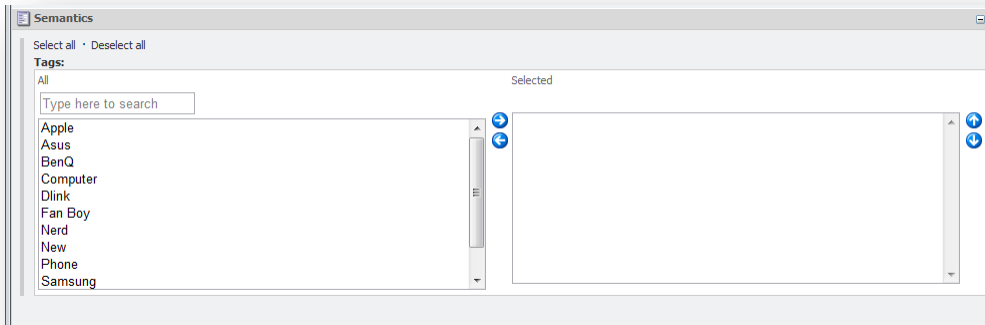 Semantics
Select all · Deselect all
Tags:
All
Selected
Type here to search
Apple
Asus
BenQ
Computer
Dlink
Fan Boy
Nerd
New
Phone
Samsung